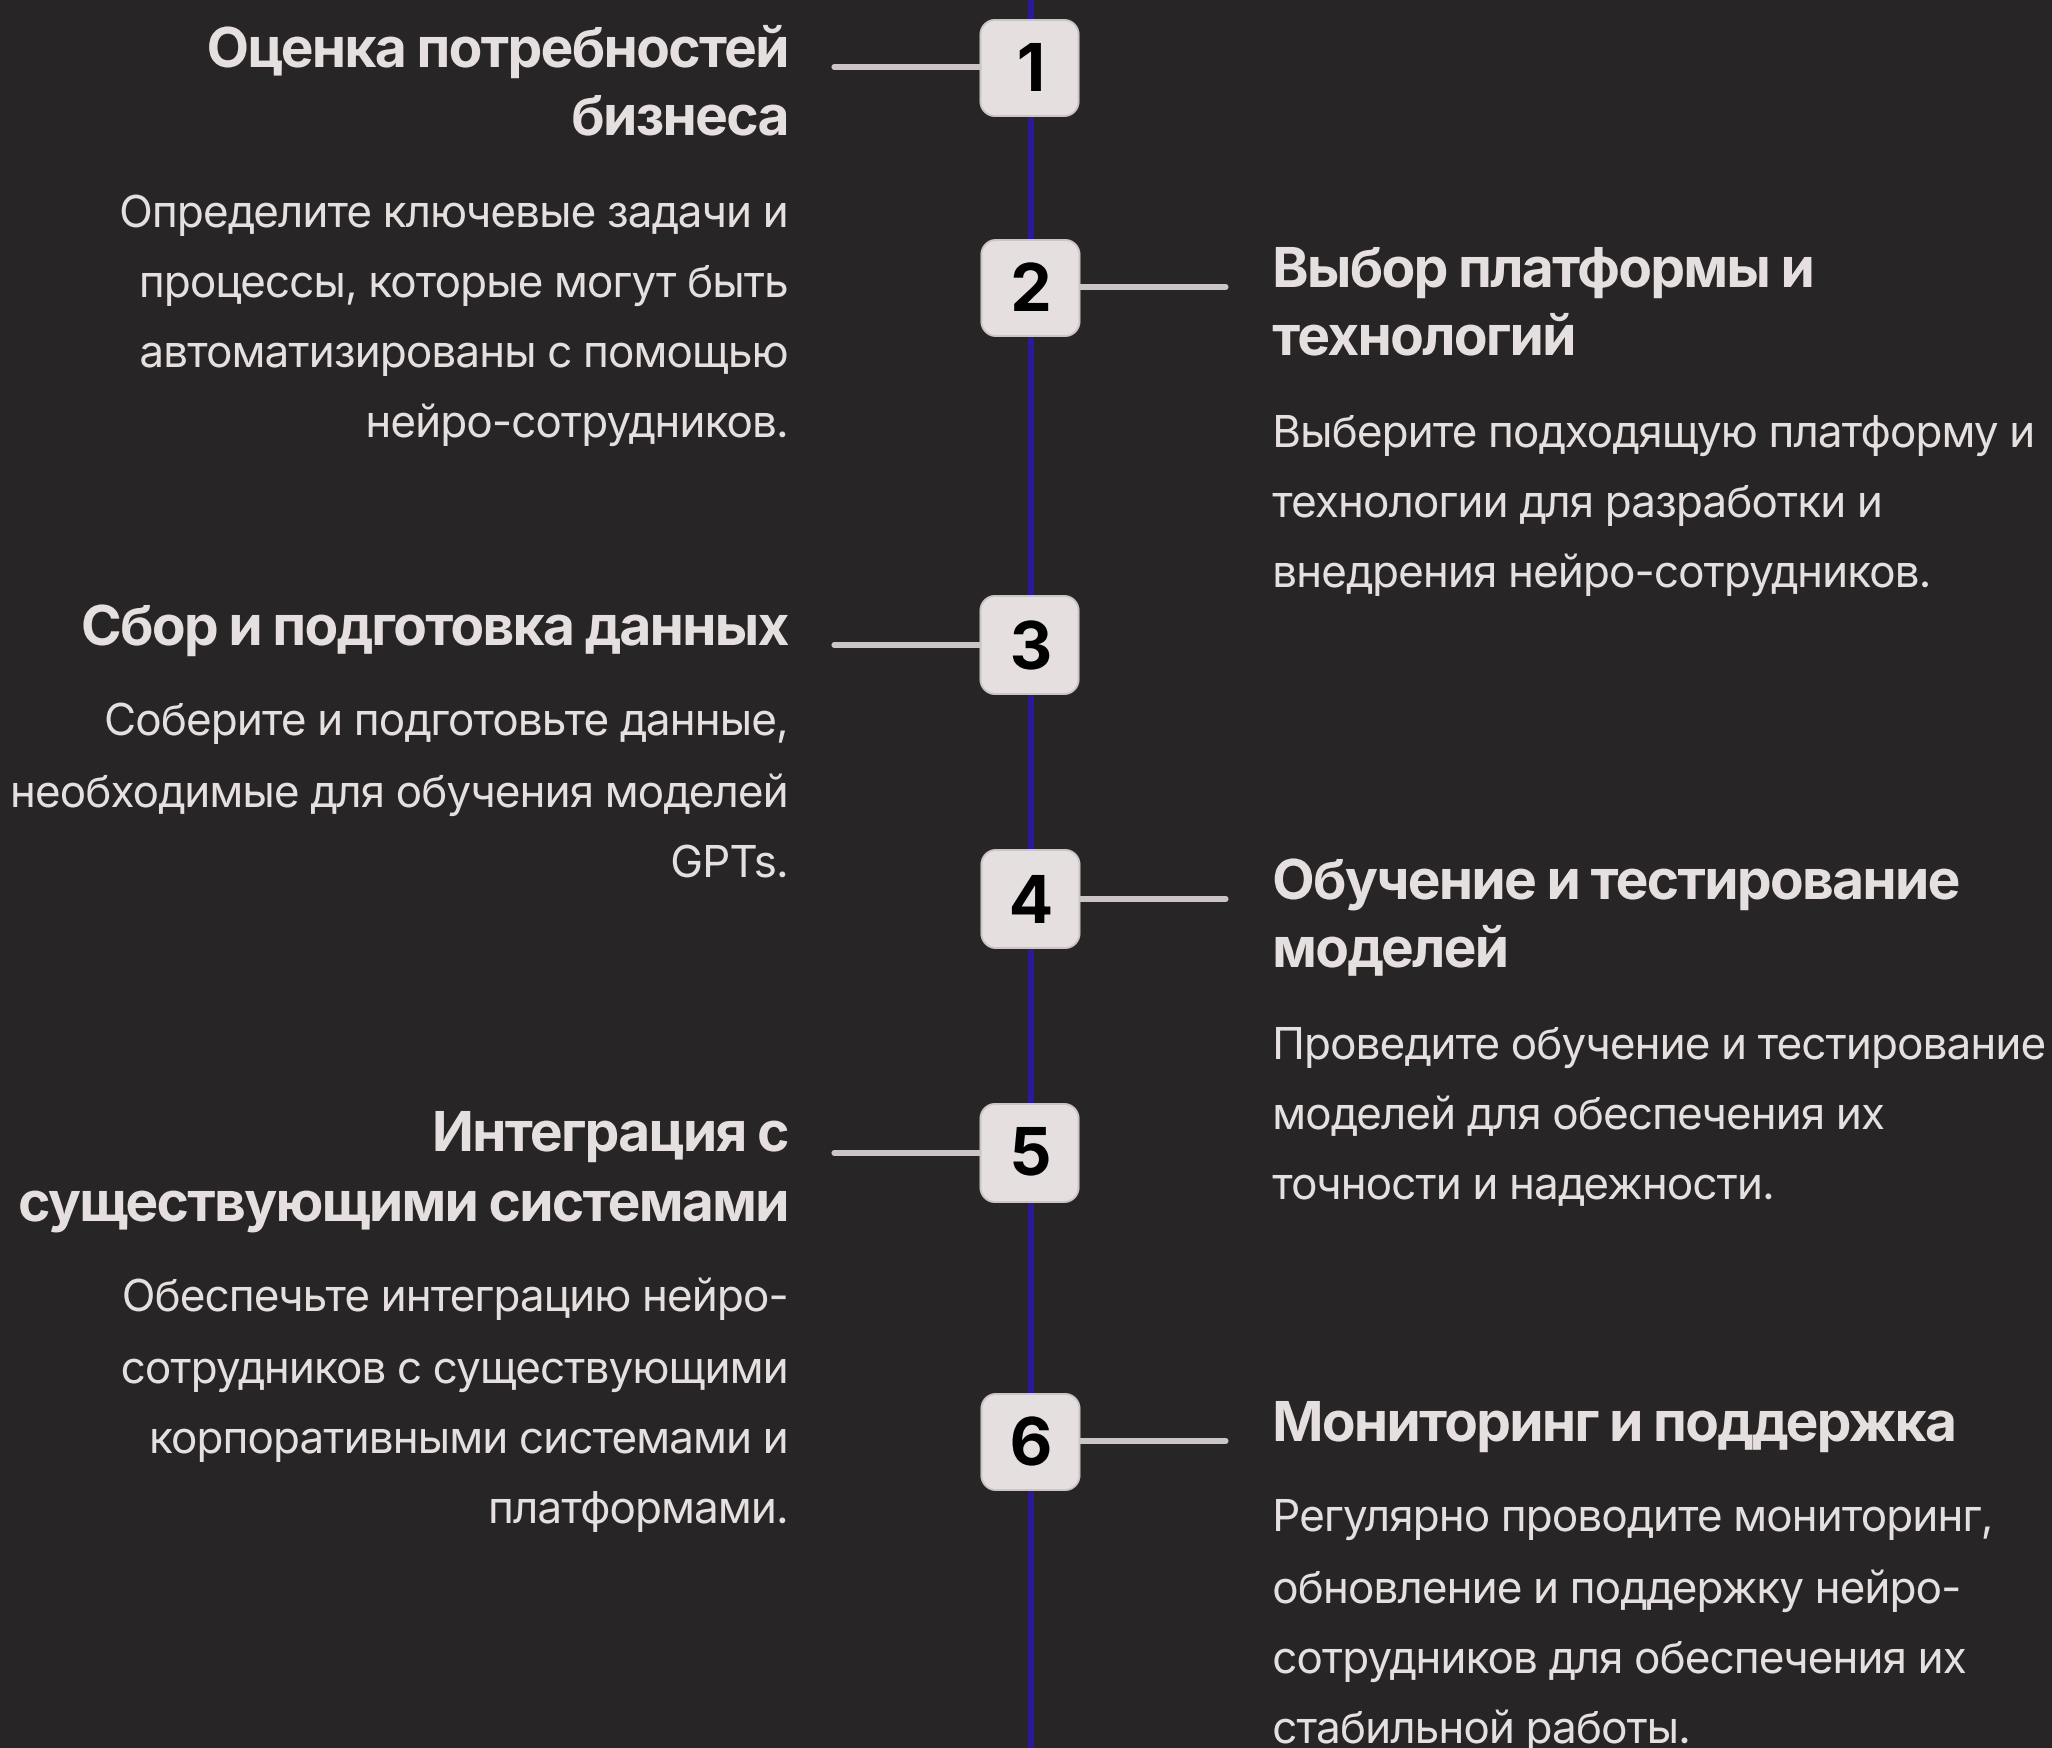 1
Оценка потребностей
бизнеса
Определите ключевые задачи и
процессы, которые могут быть
автоматизированы с помощью
нейро-сотрудников.
2
Выбор платформы и
технологий
Выберите подходящую платформу и
технологии для разработки и
внедрения нейро-сотрудников.
3
Сбор и подготовка данных
Соберите и подготовьте данные,
необходимые для обучения моделей
GPTs.
4
Обучение и тестирование
моделей
Проведите обучение и тестирование
моделей для обеспечения их
точности и надежности.
5
Интеграция с
существующими системами
Обеспечьте интеграцию нейро-
сотрудников с существующими
корпоративными системами и
платформами.
6
Мониторинг и поддержка
Регулярно проводите мониторинг,
обновление и поддержку нейро-
сотрудников для обеспечения их
стабильной работы.